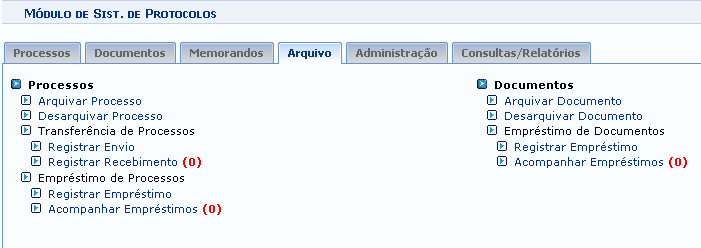 Módulo de Sist. de Protocolos
Processos Documentos Memorandos Arquivo Administração Consultas/Relatórios
Processos
Arquivar Processo
Desarquivar Processo
Transferência de Processos
Registrar Envio
Registrar Recebimento (0)
Empréstimo de Processos
Registrar Empréstimo
Acompanhar Empréstimos (0)
Documentos
Arquivar Documento
Desarquivar Documento
Empréstimo de Documentos
Registrar Empréstimo
Acompanhar Empréstimos (0)